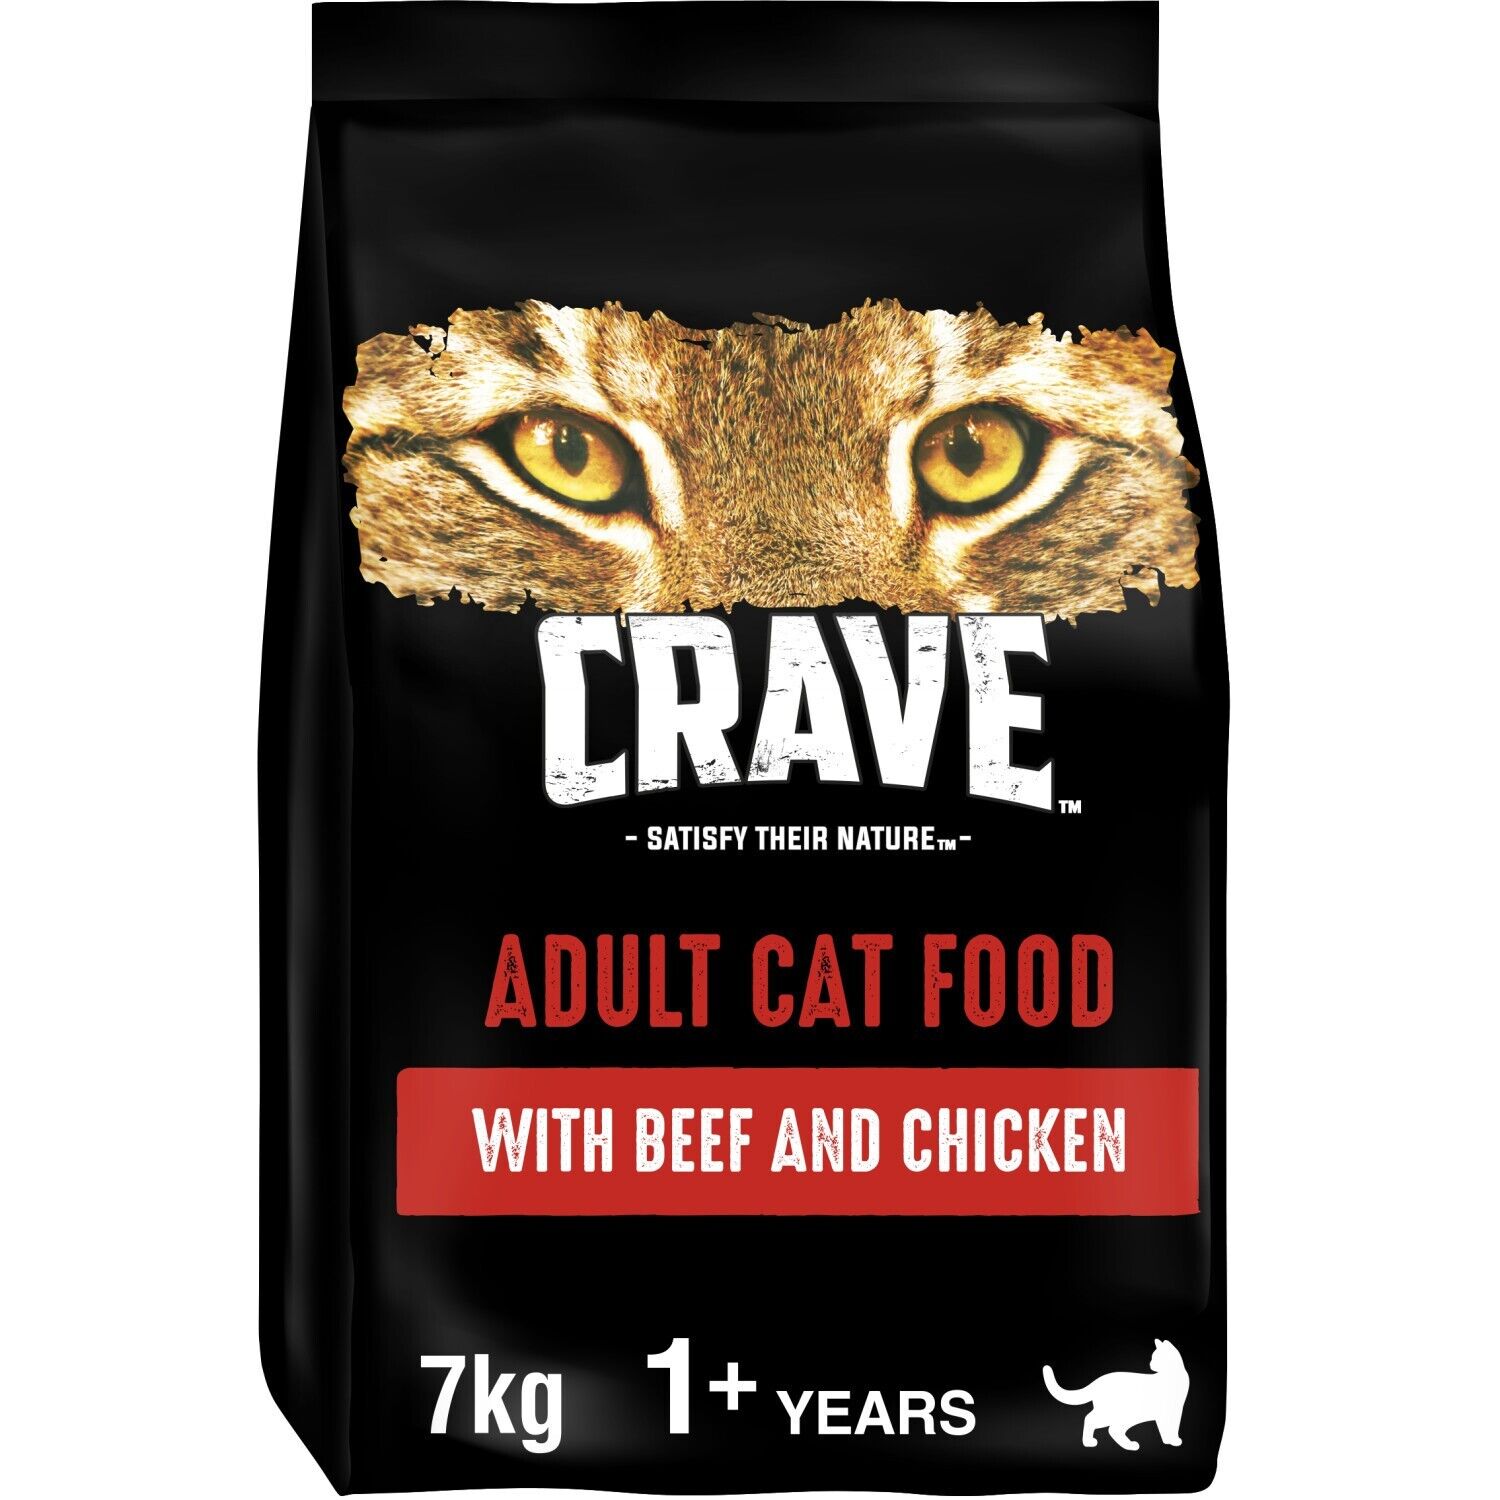 CRAVE™
- SATISFY THEIR NATURE™ -
ADULT CAT FOOD
WITH BEEF AND CHICKEN
7kg 1+ YEARS